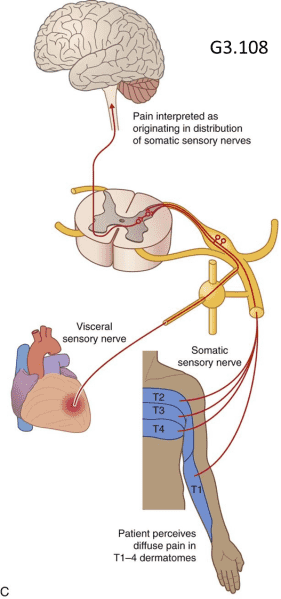 G3.108
Pain interpreted as
originating in distribution
of somatic sensory nerves
Visceral
sensory nerve
Somatic
sensory nerve
T2
T3
T4
T1
Patient perceives
diffuse pain in
T1–4 dermatomes
C